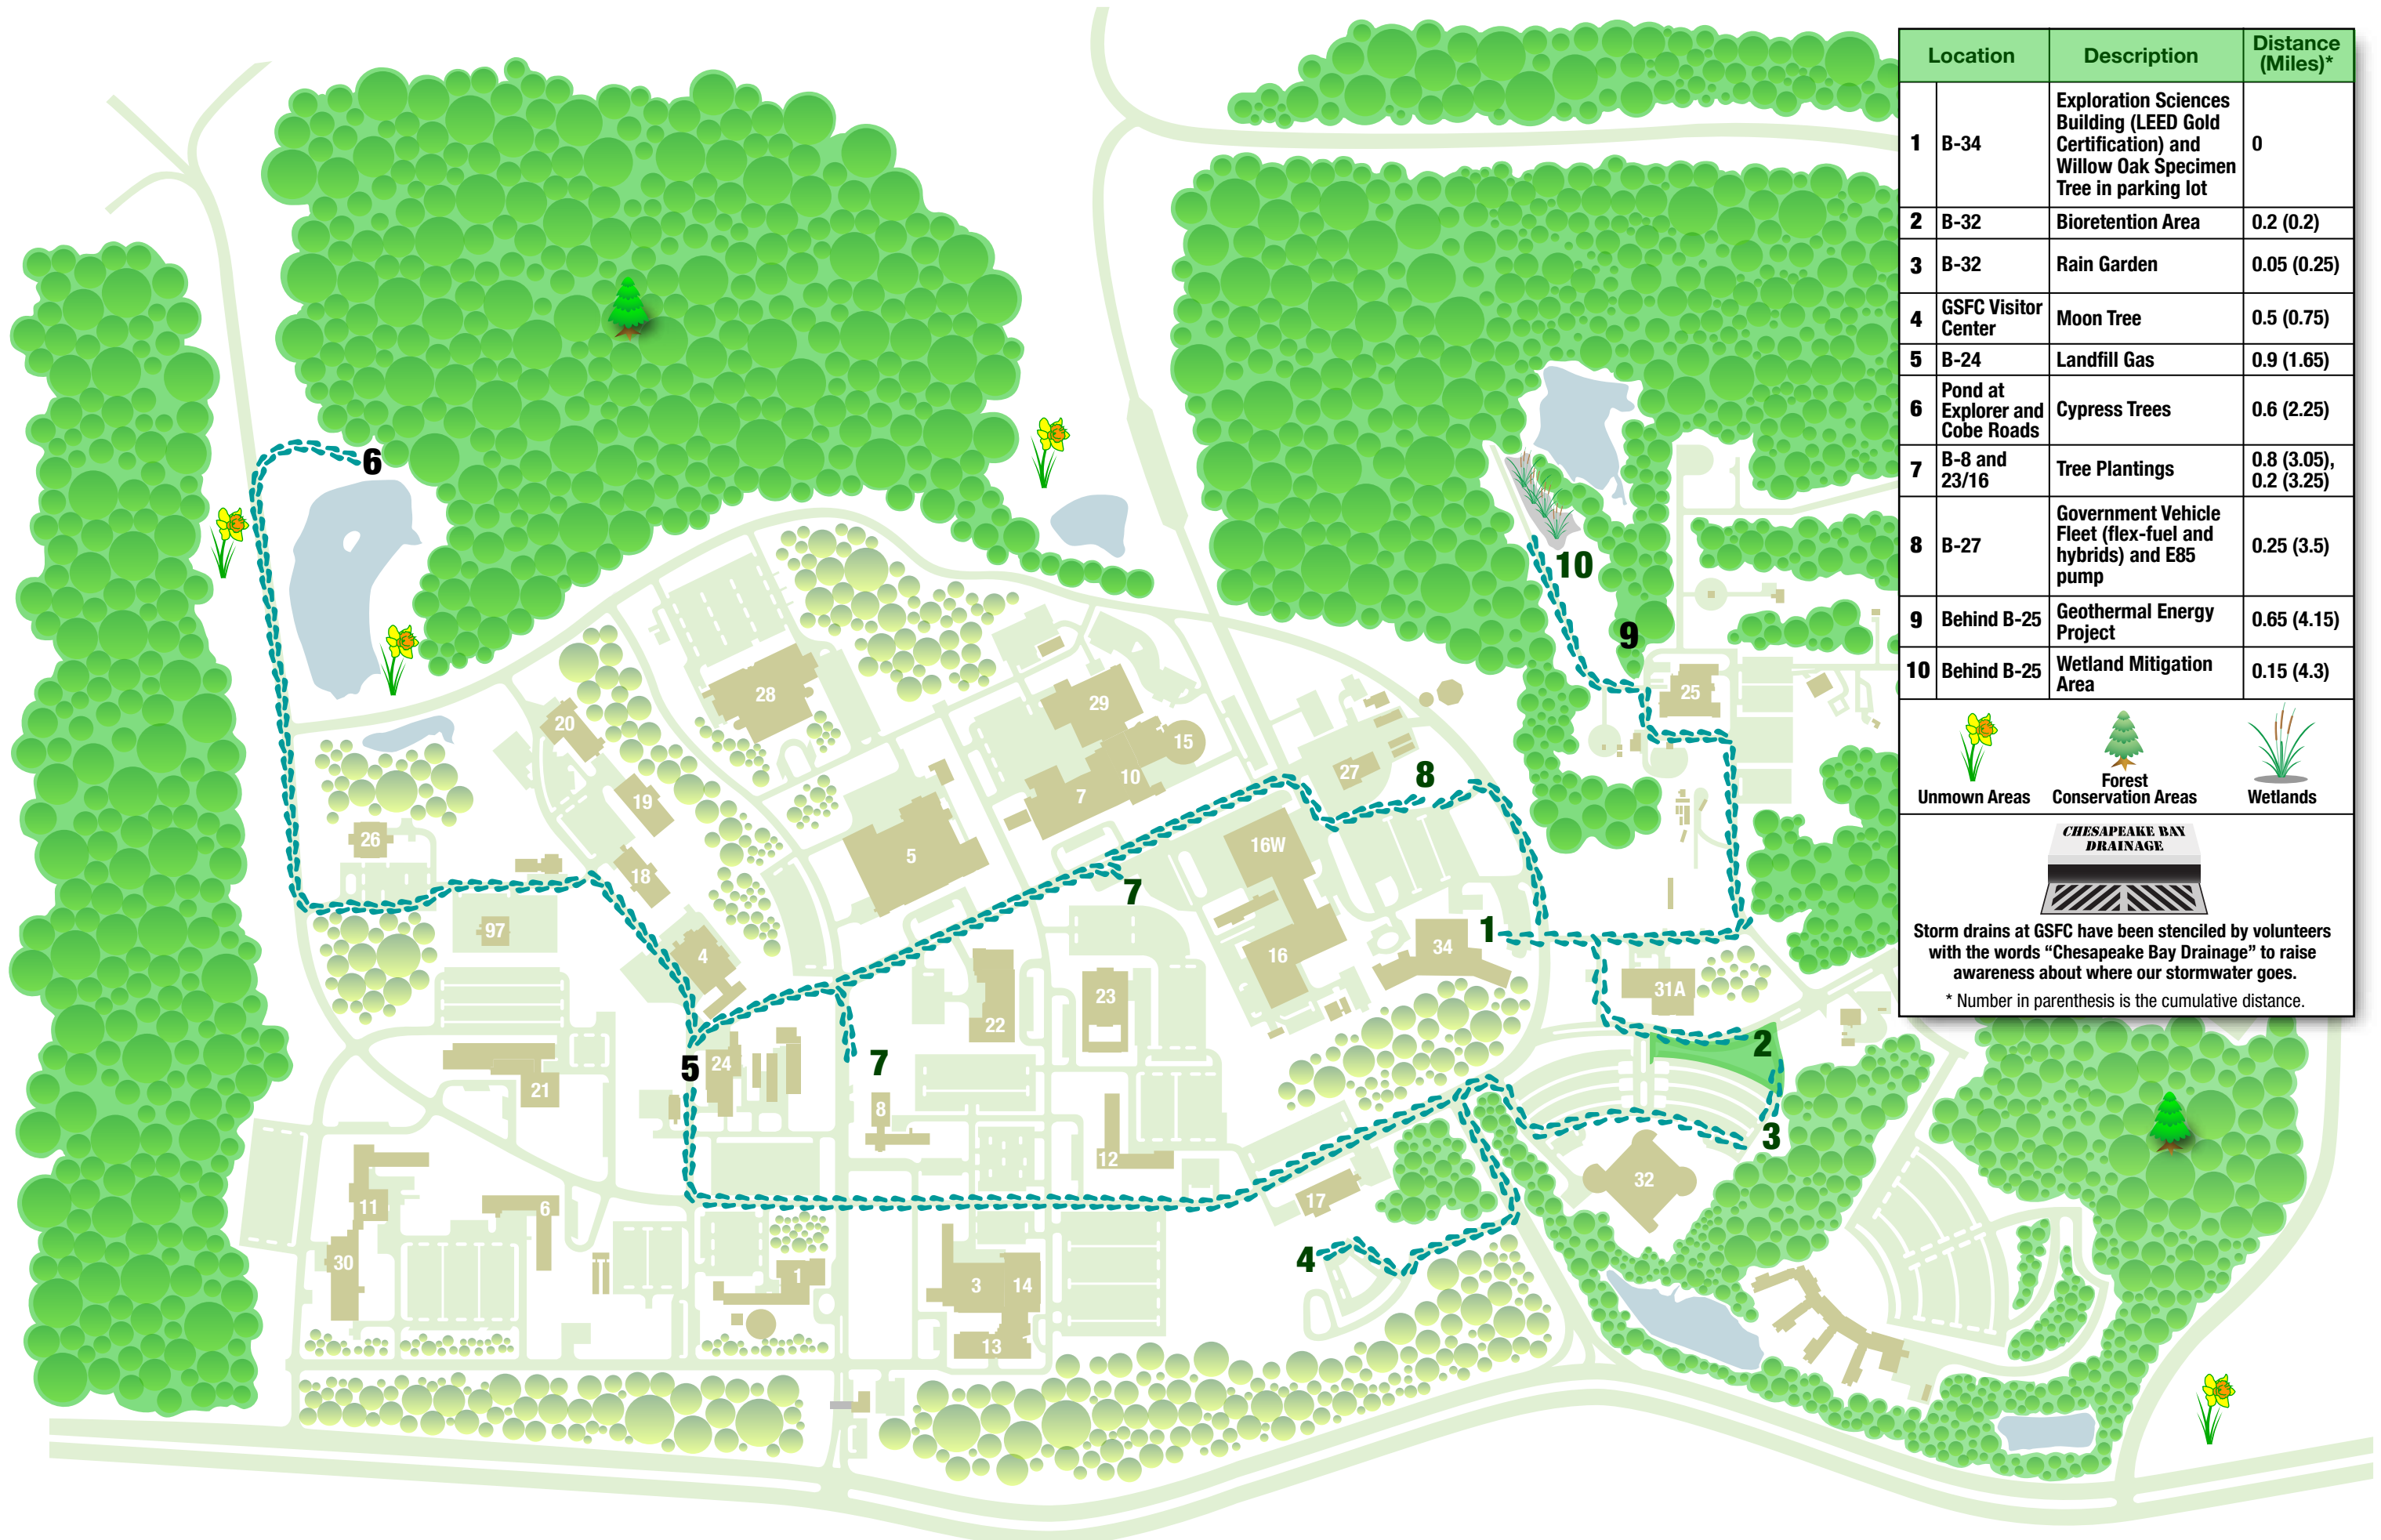 Location Description Distance
(Miles)*
1 B-34 Exploration Sciences
Building (LEED Gold
Certification) and
Willow Oak Specimen
Tree in parking lot 0
2 B-32 Bioretention Area 0.2 (0.2)
3 B-32 Rain Garden 0.05 (0.25)
4 GSFC Visitor
Center Moon Tree 0.5 (0.75)
5 B-24 Landfill Gas 0.9 (1.65)
6 Pond at
Explorer and
Cobe Roads Cypress Trees 0.6 (2.25)
7 B-8 and
23/16 Tree Plantings 0.8 (3.05),
0.2 (3.25)
8 B-27 Government Vehicle
Fleet (flex-fuel and
hybrids) and E85
pump 0.25 (3.5)
9 Behind B-25 Geothermal Energy
Project 0.65 (4.15)
10 Behind B-25 Wetland Mitigation
Area 0.15 (4.3)
Unmown Areas
Forest
Conservation Areas
Wetlands
CHESAPEAKE BAY
DRAINAGE
Storm drains at GSFC have been stenciled by volunteers
with the words “Chesapeake Bay Drainage” to raise
awareness about where our stormwater goes.
* Number in parenthesis is the cumulative distance.
6
10
9
28
29
25
20
15
10
27
8
7
19
26
5
16W
18
7
97
1
34
4
16
31A
23
22
2
24
5
7
21
8
3
12
32
11
6
17
30
4
1
3
14
13